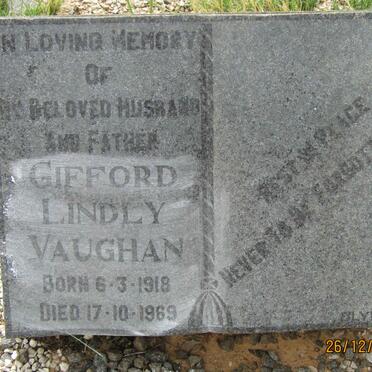 IN LOVING MEMORY
OF
MY BELOVED HUSBAND
AND FATHER
GIFFORD
LINDLY
VAUGHAN
BORN 6-3-1918
DIED 17-10-1969
REST IN PEACE
NEVER TO BE
26/12/